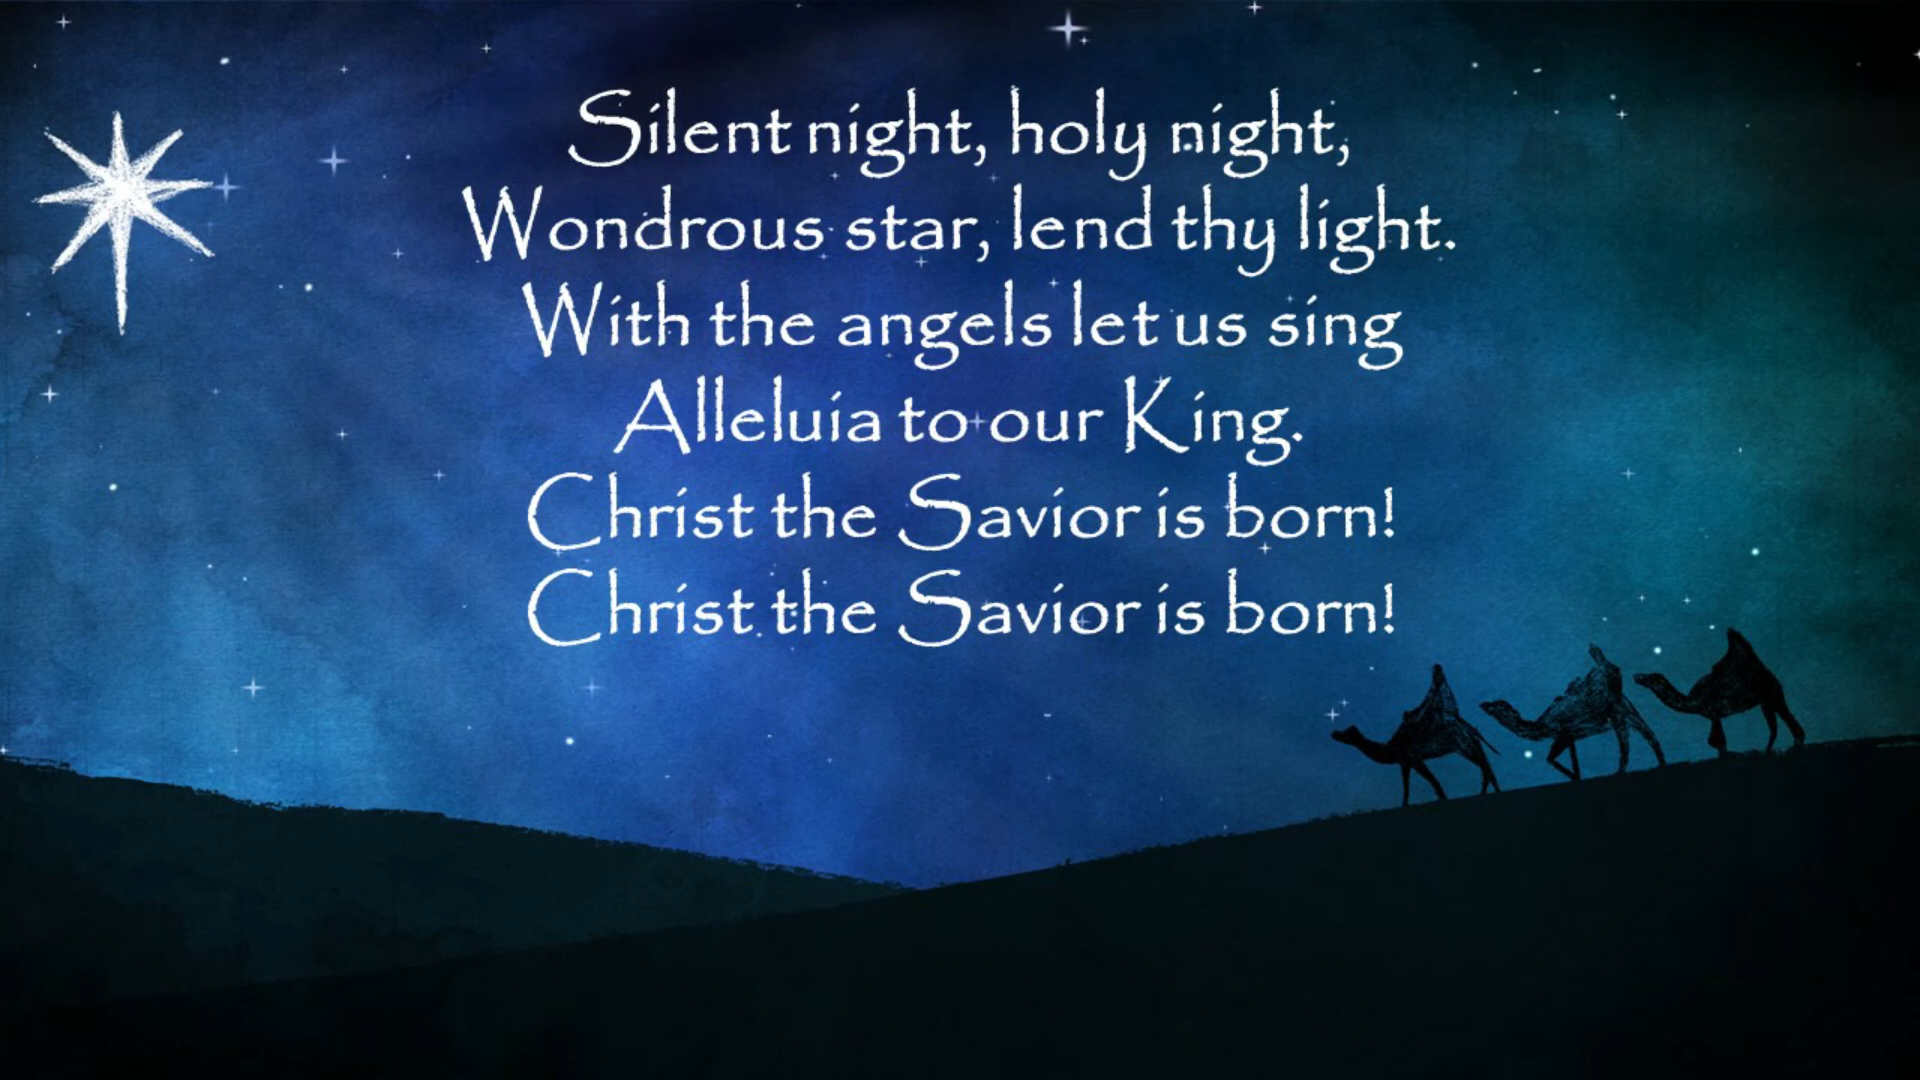 Silent night, holy night,
Wondrous star, lend thy light.
With the angels let us sing
Alleluia to our King.
Christ the Savior is born!
Christ the Savior is born!